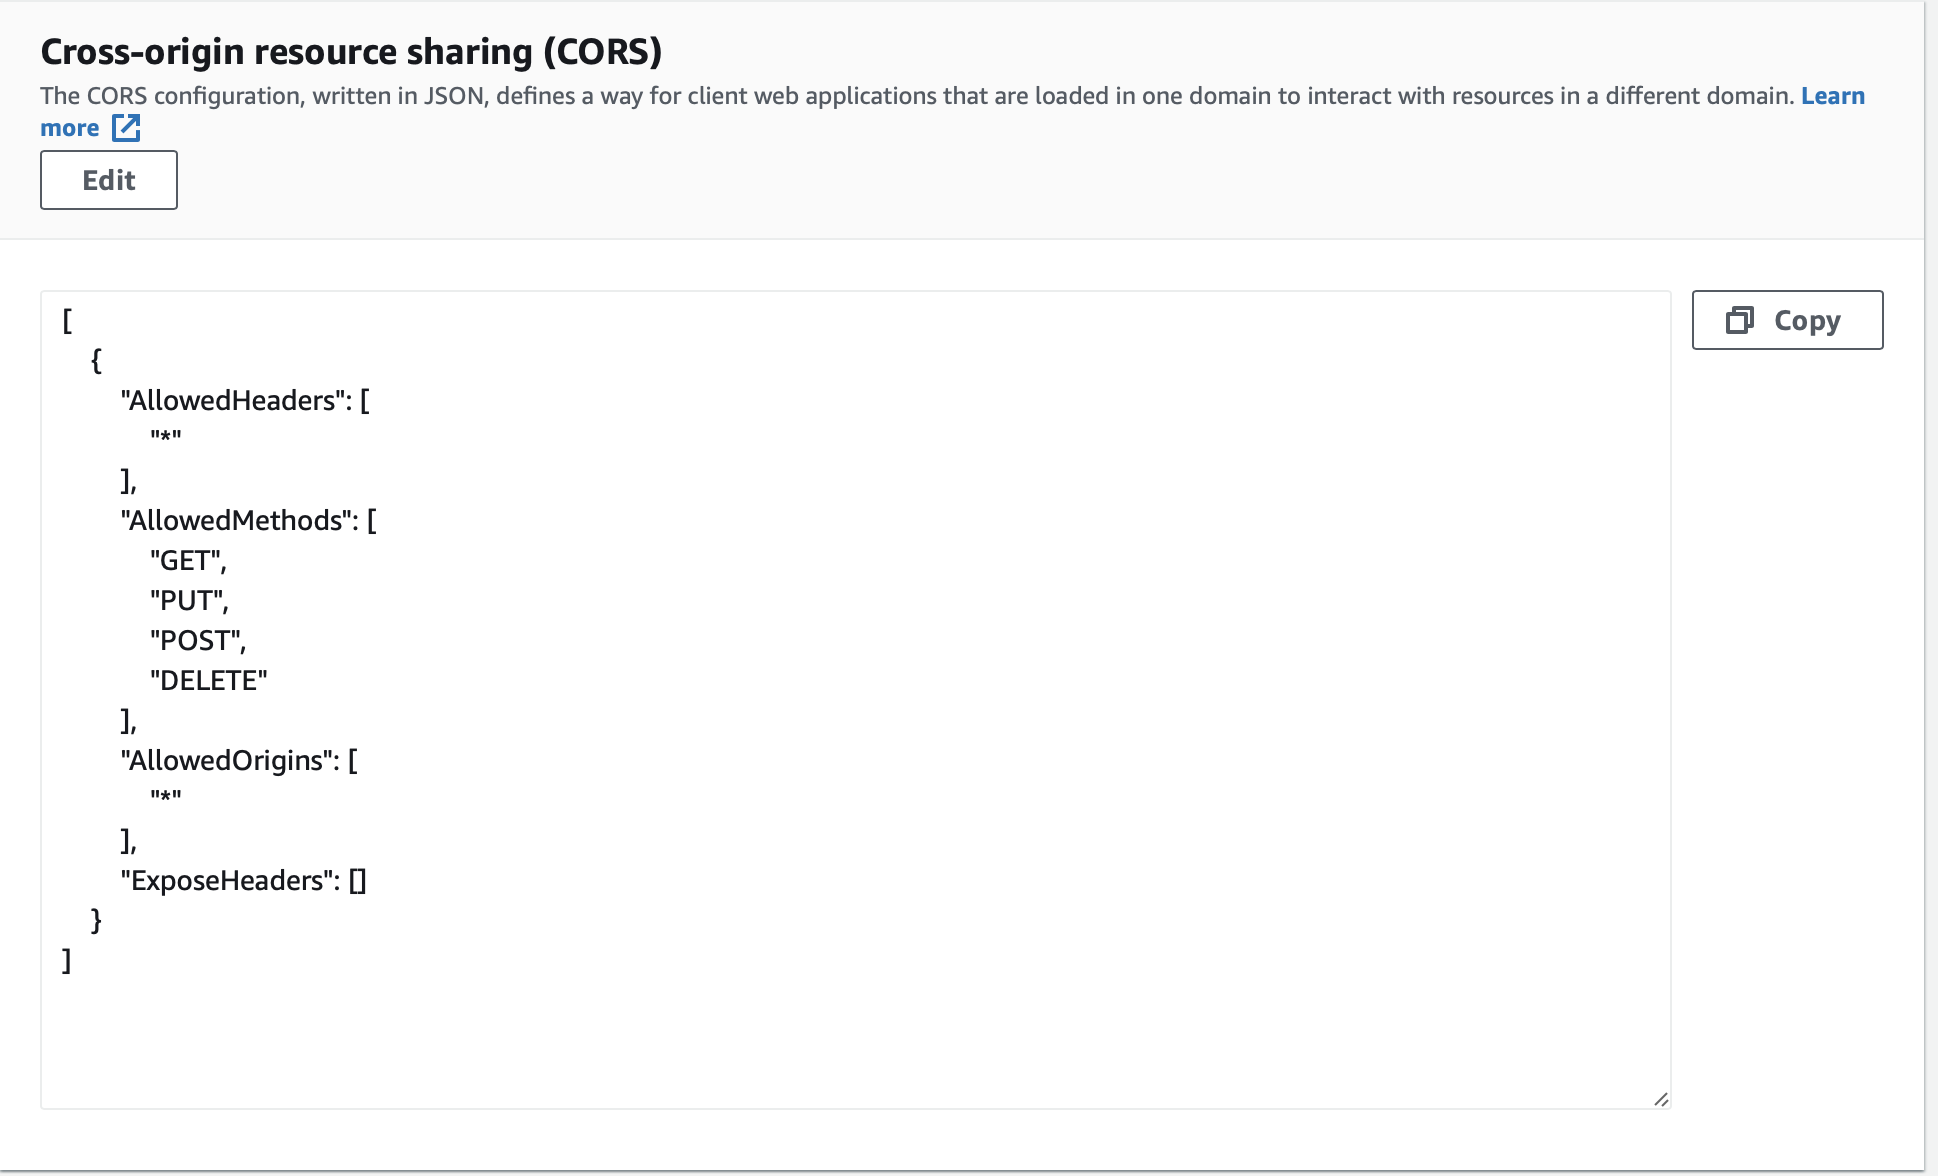 Cross-origin resource sharing (CORS)
The CORS configuration, written in JSON, defines a way for client web applications that are loaded in one domain to interact with resources in a different domain. Learn
more
Edit
Copy
[
{
"AllowedHeaders": [
"*"
],
"AllowedMethods": [
"GET",
"PUT",
"POST",
"DELETE"
],
"AllowedOrigins": [
"*"
],
"ExposeHeaders": []
}
]